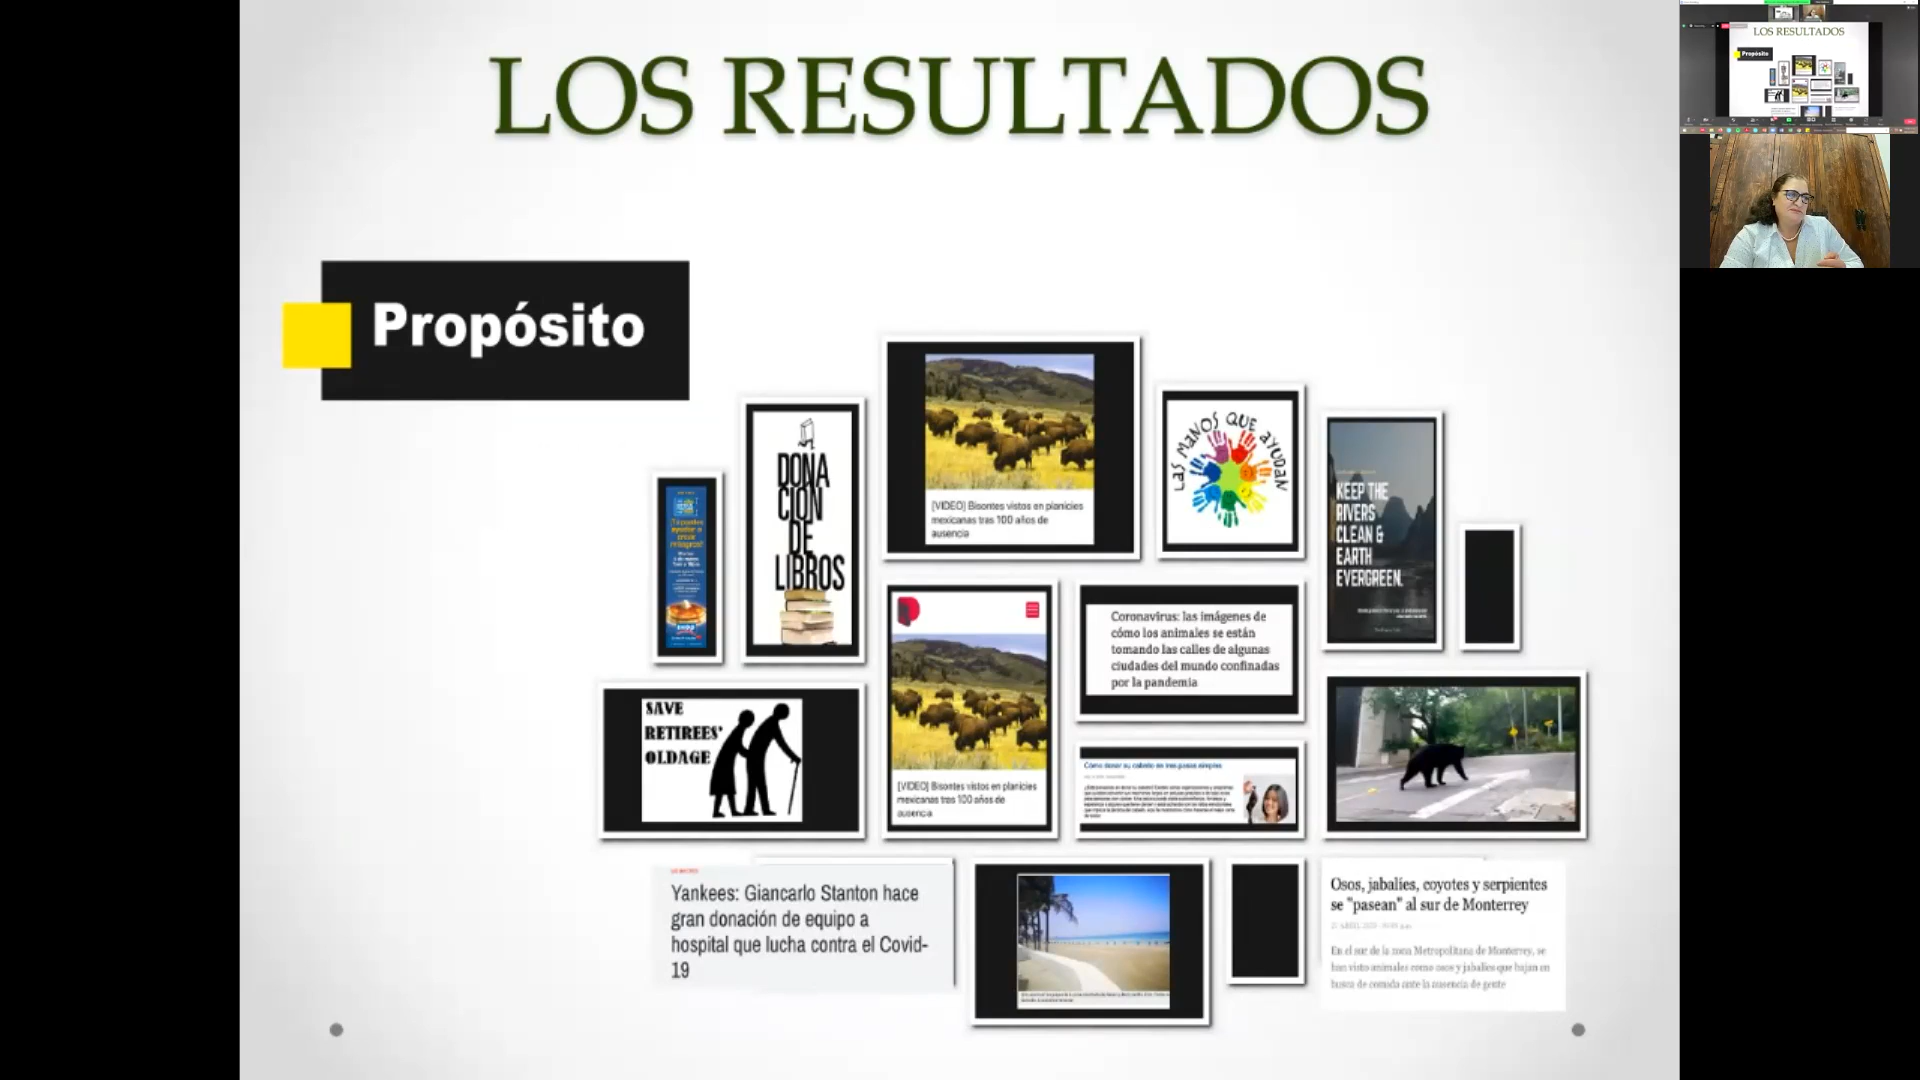 LOS RESULTADOS
Propósito
DONA
CIÓN
DE
LIBROS
[VIDEO] Bisontes vistos en planicies
mexicanas tras 100 años de
ausencia
LAS MANOS QUE AYUDAN
KEEP THE
RIVERS
CLEAN &
EARTH
EVERGREEN.
SAVE
RETIREES'
OLDAGE
[VIDEO] Bisontes vistos en planicies
mexicanas tras 100 años de
ausencia
Coronavirus: las imágenes de
cómo los animales se están
tomando las calles de algunas
ciudades del mundo confinadas
por la pandemia
Cómo donar su cabello en tres pasos simples
Yankees: Giancarlo Stanton hace
gran donación de equipo a
hospital que lucha contra el Covid-
19
Osos, jabalíes, coyotes y serpientes
se "pasean" al sur de Monterrey
En el sur de la zona Metropolitana de Monterrey, se
han visto animales como osos y jabalíes que bajan en
busca de comida ante la ausencia de gente
LOS RESULTADOS
Propósito